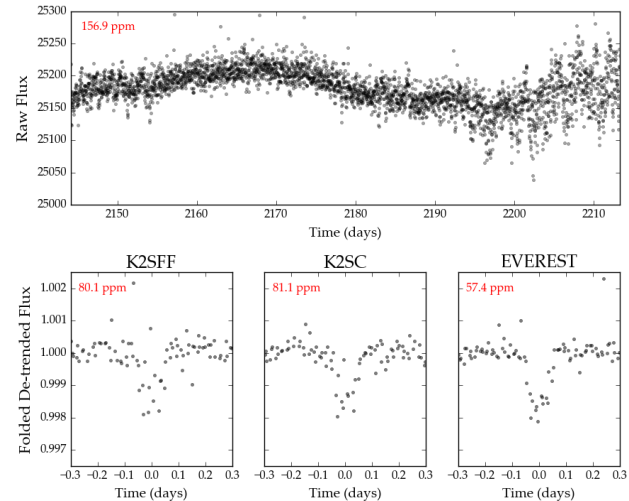 25300
25250
25200
25150
25100
25050
25000
Raw Flux
156.9 ppm
2150 2160 2170 2180 2190 2200 2210
Time (days)
K2SFF K2SC EVEREST
80.1 ppm 81.1 ppm 57.4 ppm
1.002
1.001
1.000
0.999
0.998
0.997
Folded De-trended Flux
−0.3 −0.2 −0.1 0.0 0.1 0.2 0.3 −0.3 −0.2 −0.1 0.0 0.1 0.2 0.3 −0.3 −0.2 −0.1 0.0 0.1 0.2 0.3
Time (days) Time (days) Time (days)